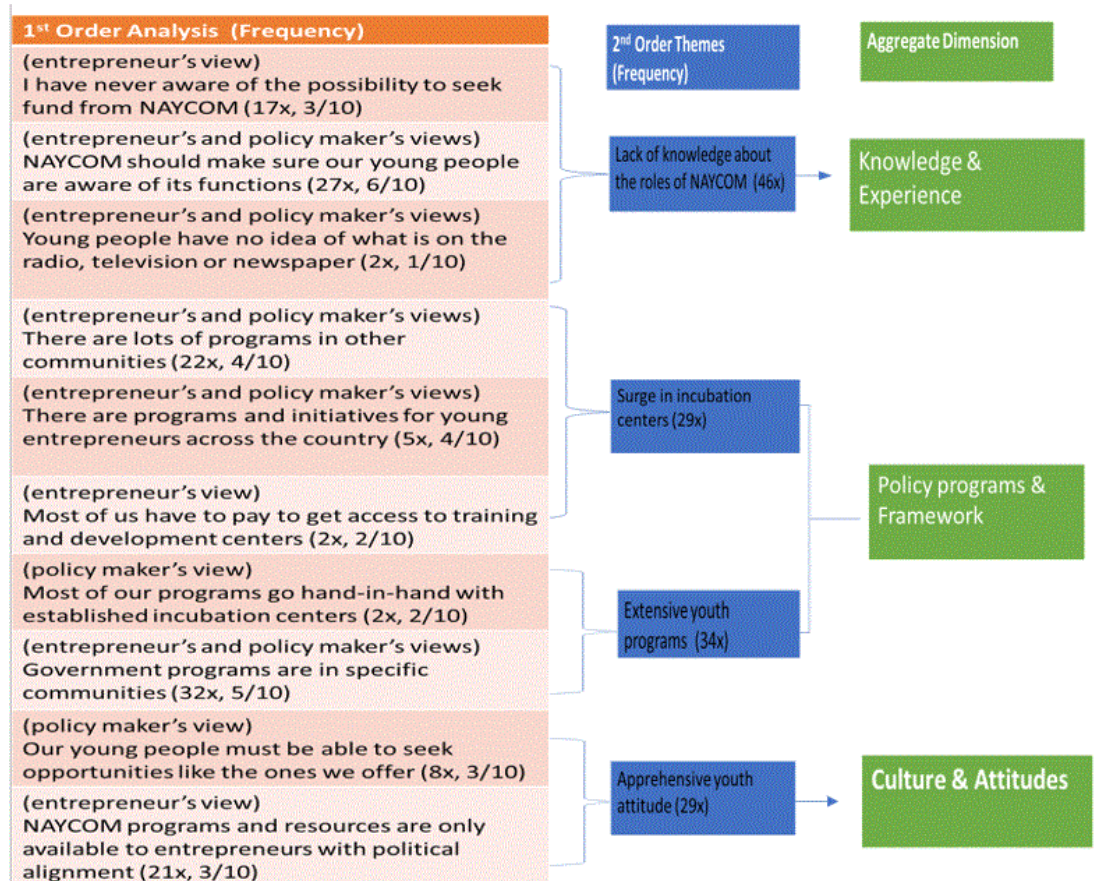 1st Order Analysis (Frequency)
(entrepreneur's view)
I have never aware of the possibility to seek
fund from NAYCOM (17x, 3/10)
(entrepreneur's and policy maker's views)
NAYCOM should make sure our young people
are aware of its functions (27x, 6/10)
(entrepreneur's and policy maker's views)
Young people have no idea of what is on the
radio, television or newspaper (2x, 1/10)
(entrepreneur's and policy maker's views)
There are lots of programs in other
communities (22x, 4/10)
(entrepreneur's and policy maker's views)
There are programs and initiatives for young
entrepreneurs across the country (5x, 4/10)
(entrepreneur's view)
Most of us have to pay to get access to training
and development centers (2x, 2/10)
(policy maker's view)
Most of our programs go hand-in-hand with
established incubation centers (2x, 2/10)
(entrepreneur's and policy maker's views)
Government programs are in specific
communities (32x, 5/10)
(policy maker's view)
Our young people must be able to seek
opportunities like the ones we offer (8x, 3/10)
(entrepreneur's view)
NAYCOM programs and resources are only
available to entrepreneurs with political
alignment (21x, 3/10)
2nd Order Themes
(Frequency)
Lack of knowledge about
the roles of NAYCOM (46x)
Surge in incubation
centers (29x)
Extensive youth
programs (34x)
Apprehensive youth
attitude (29x)
Aggregate Dimension
Knowledge &
Experience
Policy programs &
Framework
Culture & Attitudes